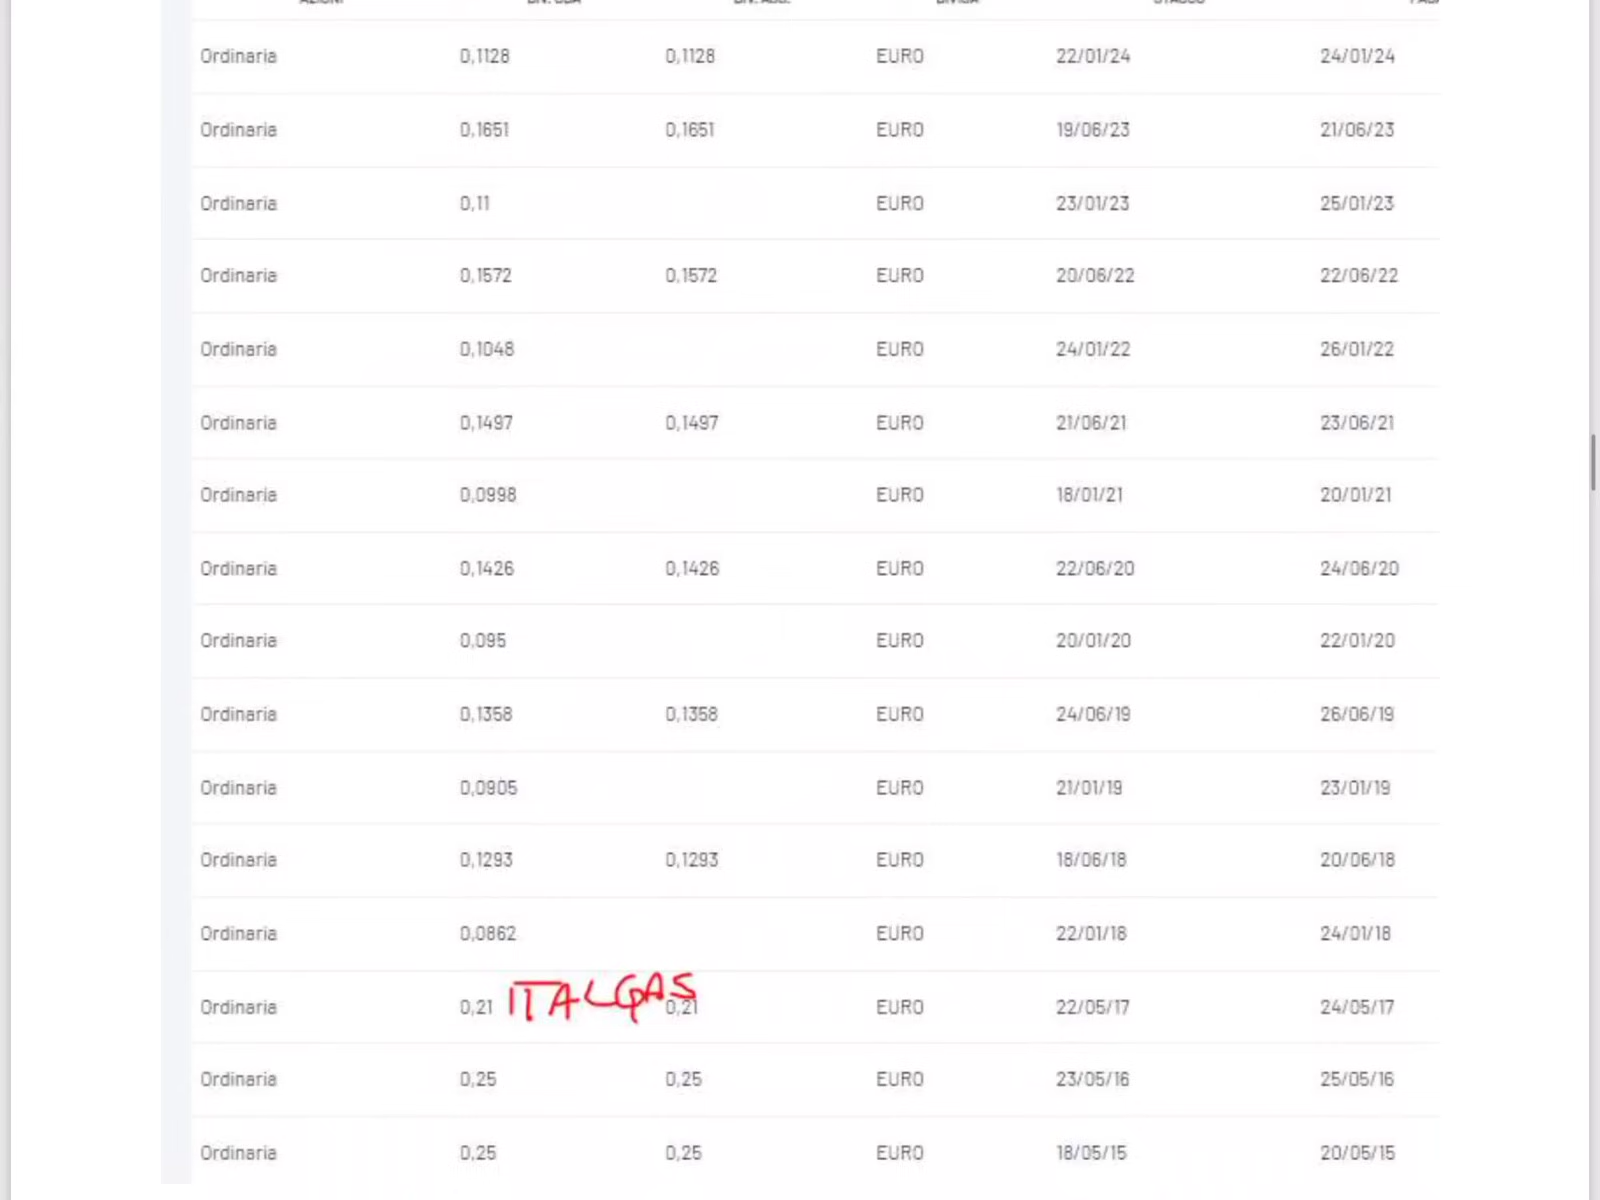 Ordinaria 0,1128 0,1128 EURO 22/01/24 24/01/24
Ordinaria 0,1651 0,1651 EURO 19/06/23 21/06/23
Ordinaria 0,11 EURO 23/01/23 25/01/23
Ordinaria 0,1572 0,1572 EURO 20/06/22 22/06/22
Ordinaria 0,1048 EURO 24/01/22 26/01/22
Ordinaria 0,1497 0,1497 EURO 21/06/21 23/06/21
Ordinaria 0,0998 EURO 18/01/21 20/01/21
Ordinaria 0,1426 0,1426 EURO 22/06/20 24/06/20
Ordinaria 0,095 EURO 20/01/20 22/01/20
Ordinaria 0,1358 0,1358 EURO 24/06/19 26/06/19
Ordinaria 0,0905 EURO 21/01/19 23/01/19
Ordinaria 0,1293 0,1293 EURO 18/06/18 20/06/18
Ordinaria 0,0862 EURO 22/01/18 24/01/18
Ordinaria 0,21 ITALGAS 0,21 EURO 22/05/17 24/05/17
Ordinaria 0,25 0,25 EURO 23/05/16 25/05/16
Ordinaria 0,25 0,25 EURO 18/05/15 20/05/15